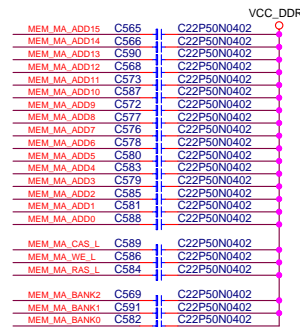 VCC_DDR
MEM_MA_ADD15 C565 C22P50N0402
MEM_MA_ADD14 C566 C22P50N0402
MEM_MA_ADD13 C590 C22P50N0402
MEM_MA_ADD12 C568 C22P50N0402
MEM_MA_ADD11 C573 C22P50N0402
MEM_MA_ADD10 C587 C22P50N0402
MEM_MA_ADD9 C572 C22P50N0402
MEM_MA_ADD8 C577 C22P50N0402
MEM_MA_ADD7 C576 C22P50N0402
MEM_MA_ADD6 C578 C22P50N0402
MEM_MA_ADD5 C580 C22P50N0402
MEM_MA_ADD4 C583 C22P50N0402
MEM_MA_ADD3 C579 C22P50N0402
MEM_MA_ADD2 C585 C22P50N0402
MEM_MA_ADD1 C581 C22P50N0402
MEM_MA_ADD0 C588 C22P50N0402
MEM_MA_CAS_L C589 C22P50N0402
MEM_MA_WE_L C586 C22P50N0402
MEM_MA_RAS_L C584 C22P50N0402
MEM_MA_BANK2 C569 C22P50N0402
MEM_MA_BANK1 C591 C22P50N0402
MEM_MA_BANK0 C582 C22P50N0402